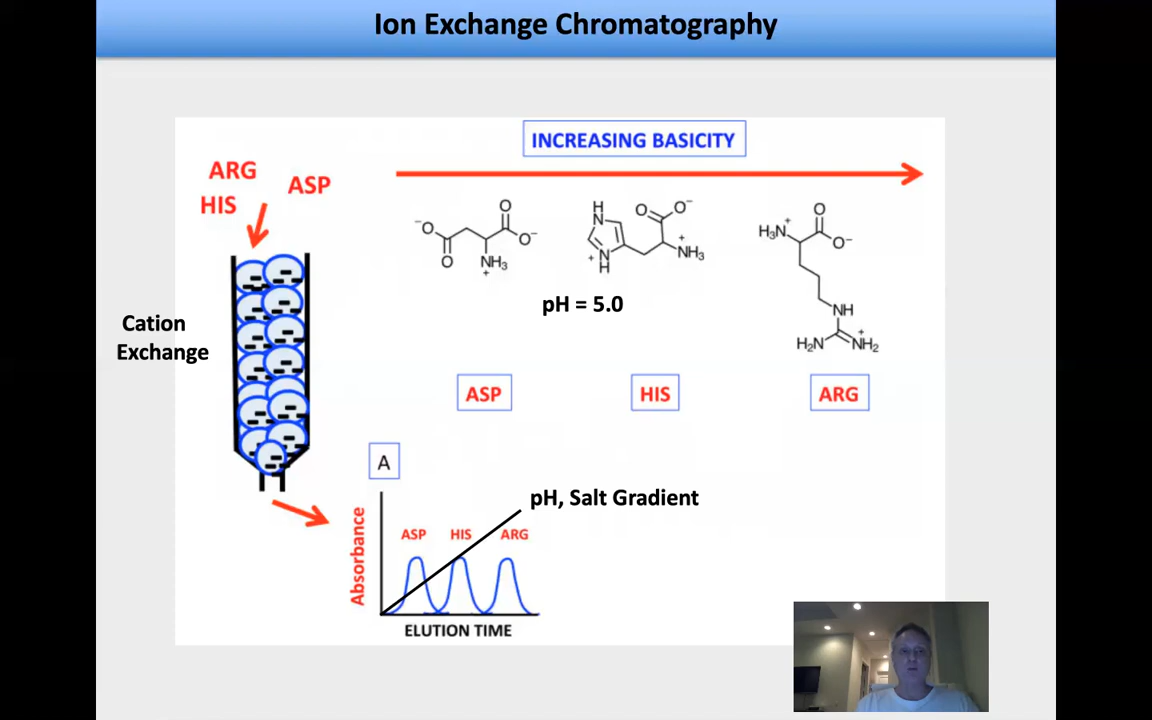 Ion Exchange Chromatography
INCREASING BASICITY
ARG
ASP
HIS
H
N
O
O⁻
⁻O
O
O⁻
O
NH₃
+
N
H
+
O
O⁻
+
NH₃
H₃N
+
O
O⁻
NH
H₂N
+
NH₂
pH = 5.0
Cation
Exchange
ASP
HIS
ARG
A
pH, Salt Gradient
Absorbance
ASP
HIS
ARG
ELUTION TIME